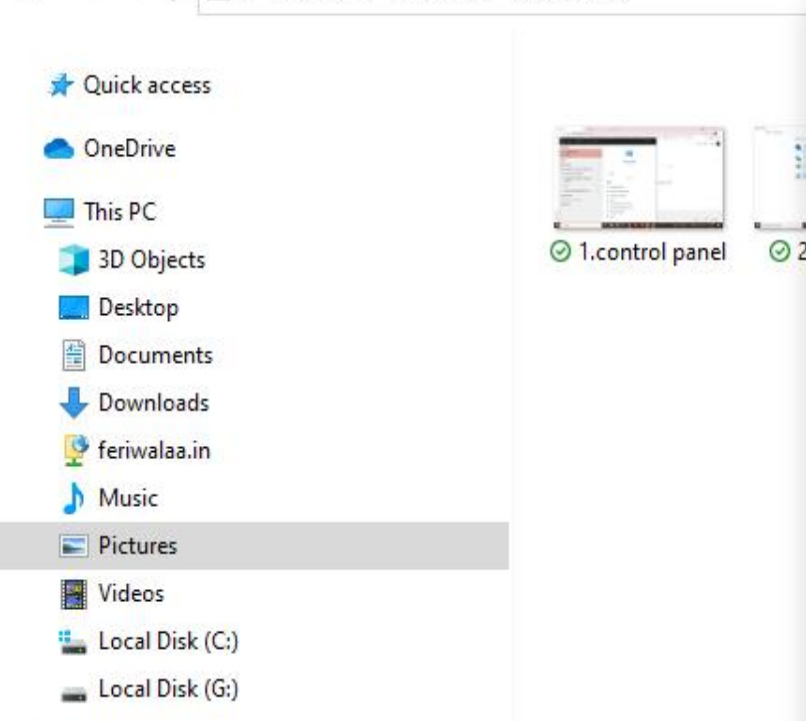 Quick access
OneDrive
This PC
3D Objects
Desktop
Documents
Downloads
feriwalaa.in
Music
Pictures
Videos
Local Disk (C:)
Local Disk (G:)
1.control panel
2